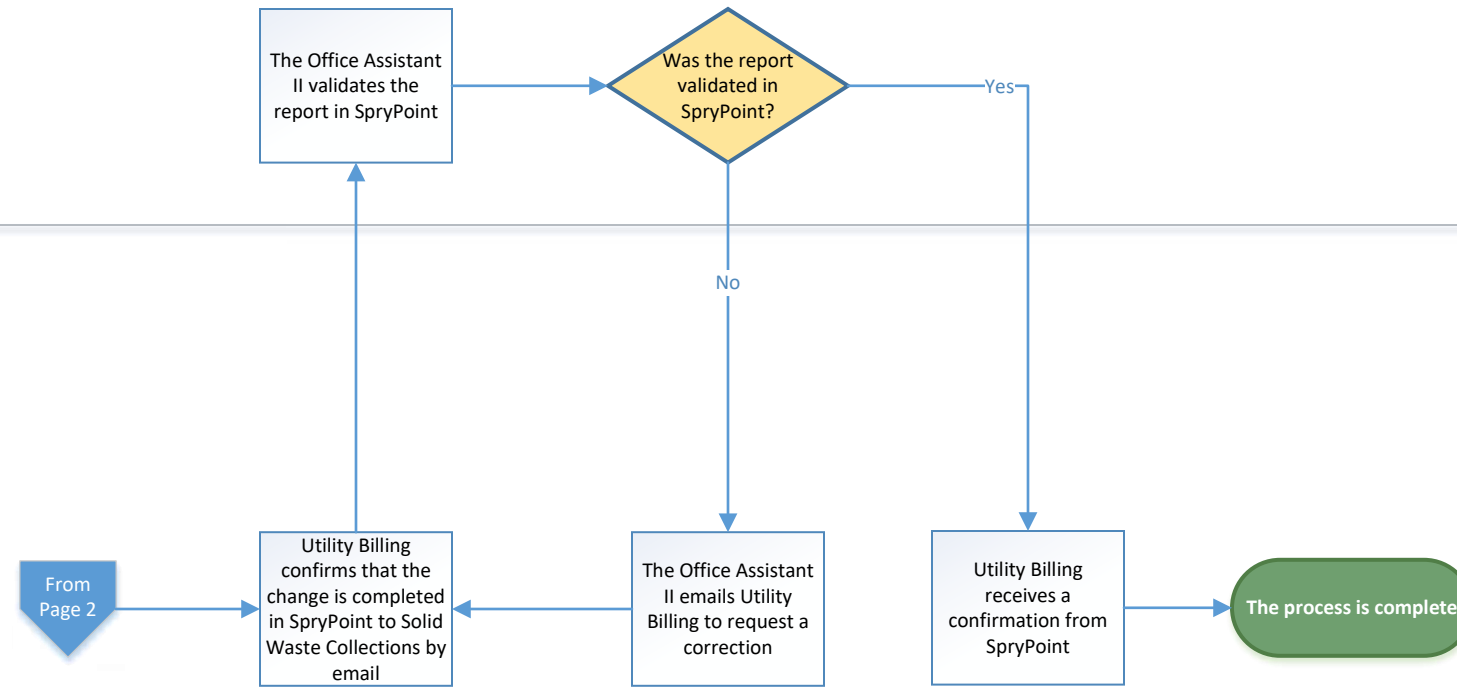 The Office Assistant
II validates the
report in SpryPoint
Was the report
validated in
SpryPoint?
Yes
No
From
Page 2
Utility Billing
confirms that the
change is completed
in SpryPoint to Solid
Waste Collections by
email
The Office Assistant
II emails Utility
Billing to request a
correction
Utility Billing
receives a
confirmation from
SpryPoint
The process is complete